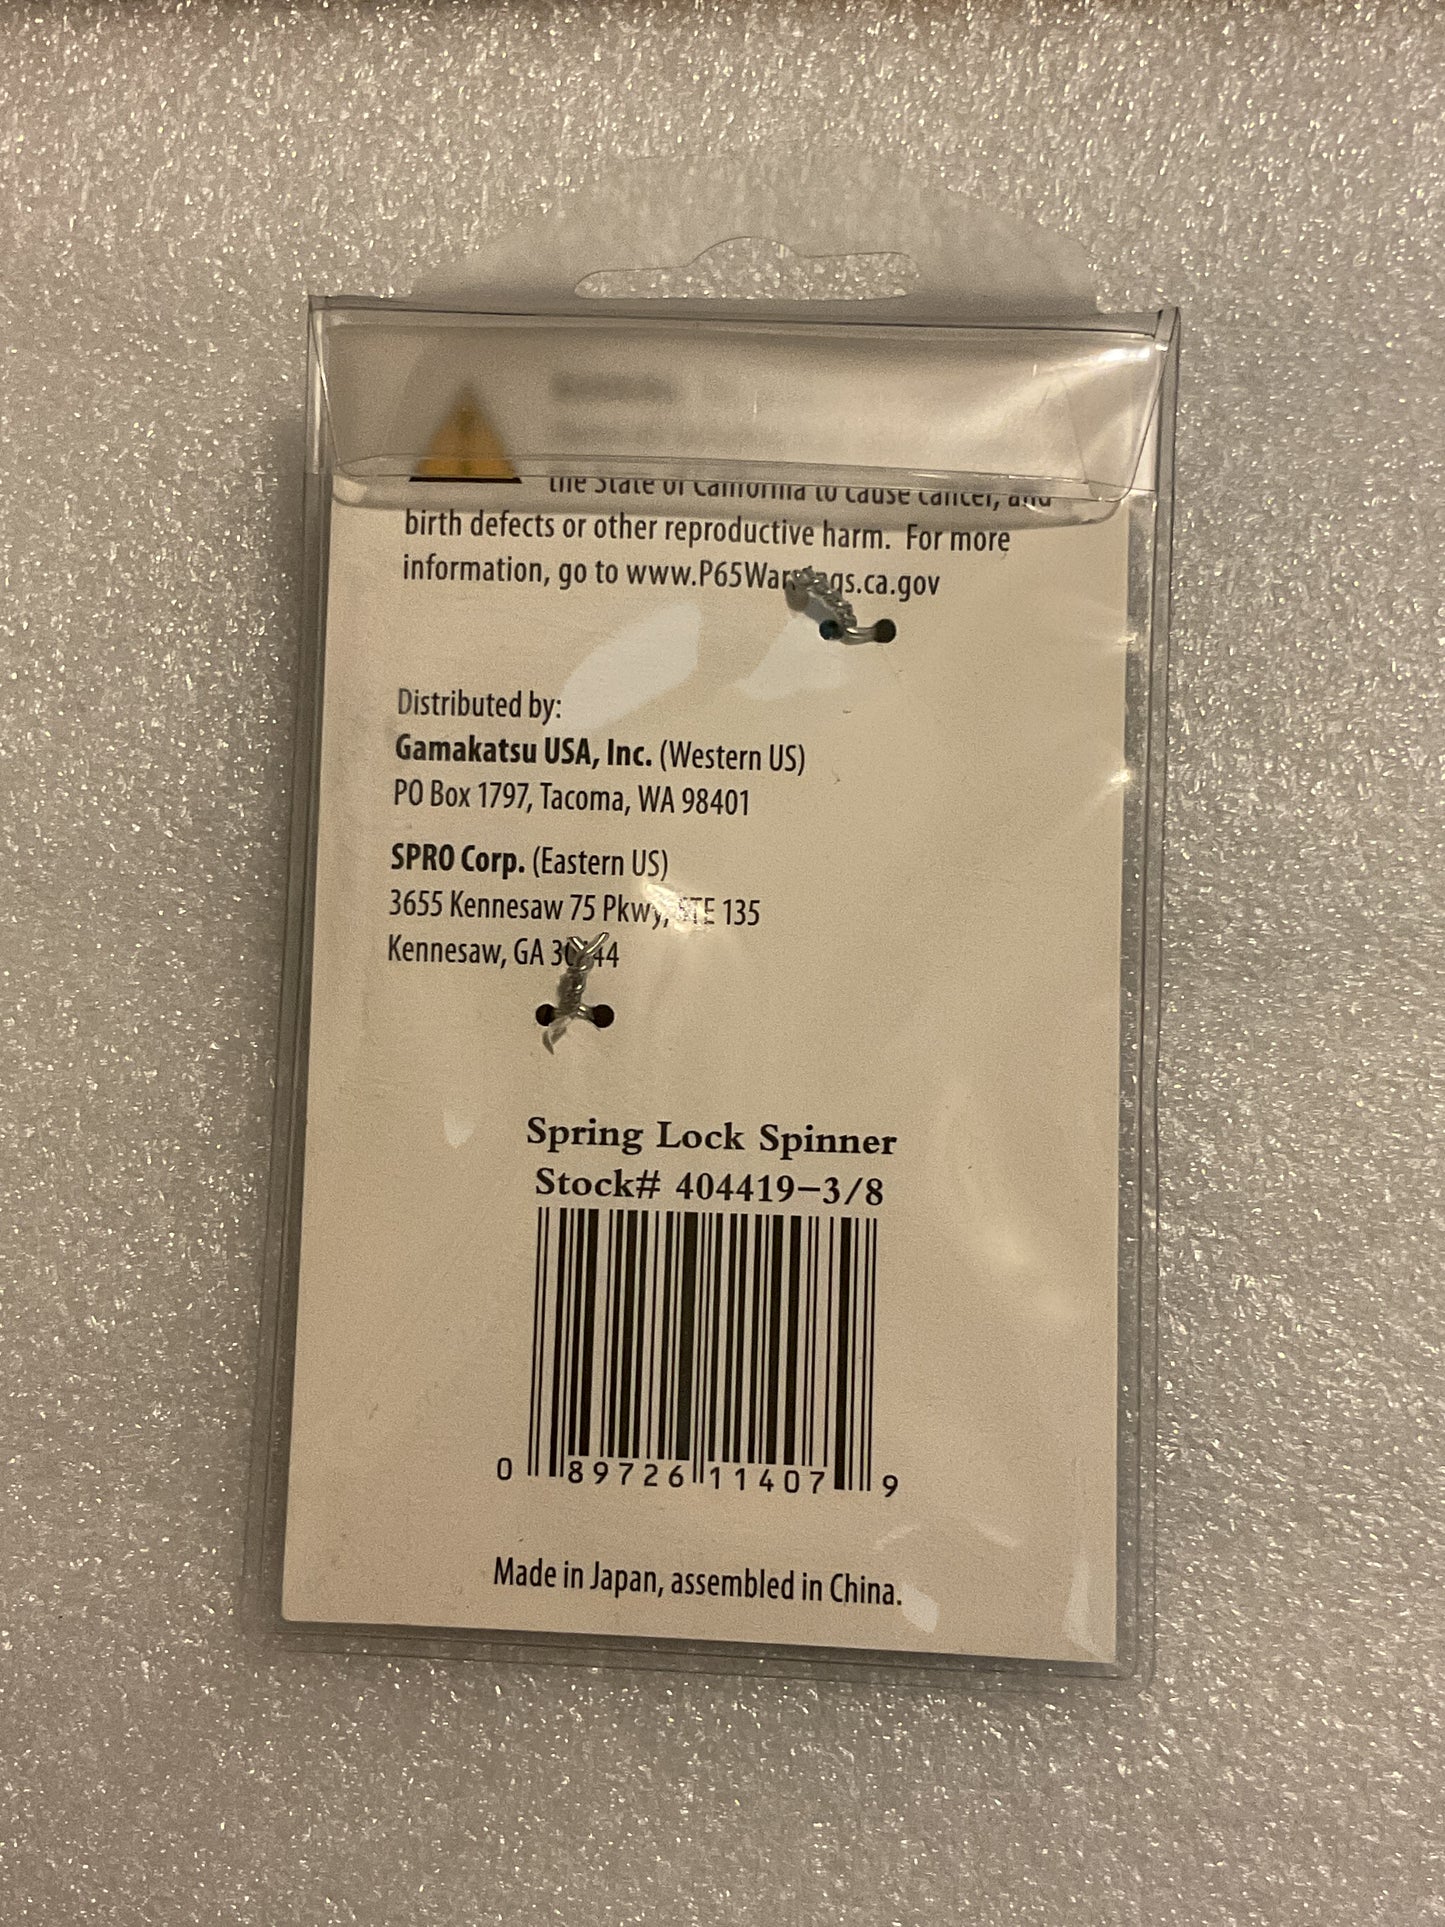 the State of California to cause cancer, and
birth defects or other reproductive harm. For more
information, go to www.P65Warnings.ca.gov
Distributed by:
Gamakatsu USA, Inc. (Western US)
PO Box 1797, Tacoma, WA 98401
SPRO Corp. (Eastern US)
3655 Kennesaw 75 Pkwy, STE 135
Kennesaw, GA
Spring Lock Spinner
Stock# 404419-3/8
0 89726 11407 9
Made in Japan, assembled in China.